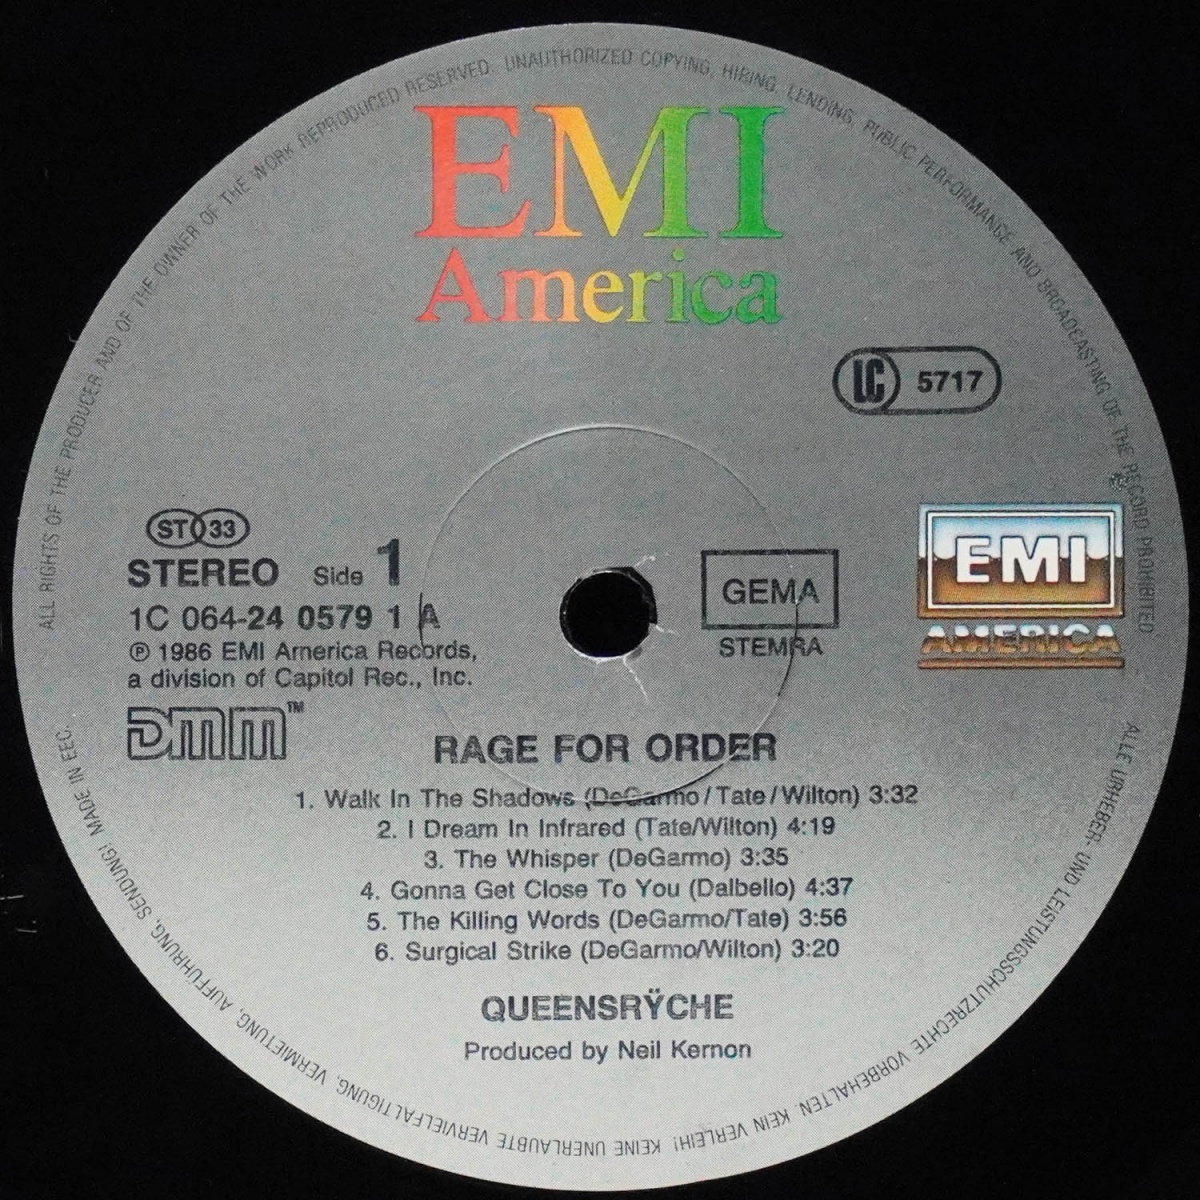 ALL RIGHTS OF THE PRODUCER AND OF THE OWNER OF THE WORK REPRODUCED RESERVED. UNAUTHORIZED COPYING, HIRING, LENDING, PUBLIC PERFORMANCE AND BROADCASTING OF THE RECORD PROHIBITED
EMI
America
LC 5717
ST 33
STEREO Side 1
1C 064-24 0579 1 A
℗ 1986 EMI America Records,
a division of Capitol Rec., Inc.
DMM™
GEMA
STEMRA
EMI
AMERICA
RAGE FOR ORDER
1. Walk In The Shadows (DeGarmo/Tate/Wilton) 3:32
2. I Dream In Infrared (Tate/Wilton) 4:19
3. The Whisper (DeGarmo) 3:35
4. Gonna Get Close To You (Dalbello) 4:37
5. The Killing Words (DeGarmo/Tate) 3:56
6. Surgical Strike (DeGarmo/Wilton) 3:20
QUEENSRŸCHE
Produced by Neil Kernon
ALLE URHEBER- UND LEISTUNGSSCHUTZRECHTE VORBEHALTEN. KEIN VERLEIH! KEINE UNERLAUBTE VERVIELFÄLTIGUNG, VERMIETUNG, AUFFÜHRUNG, SENDUNG! MADE IN EEC.